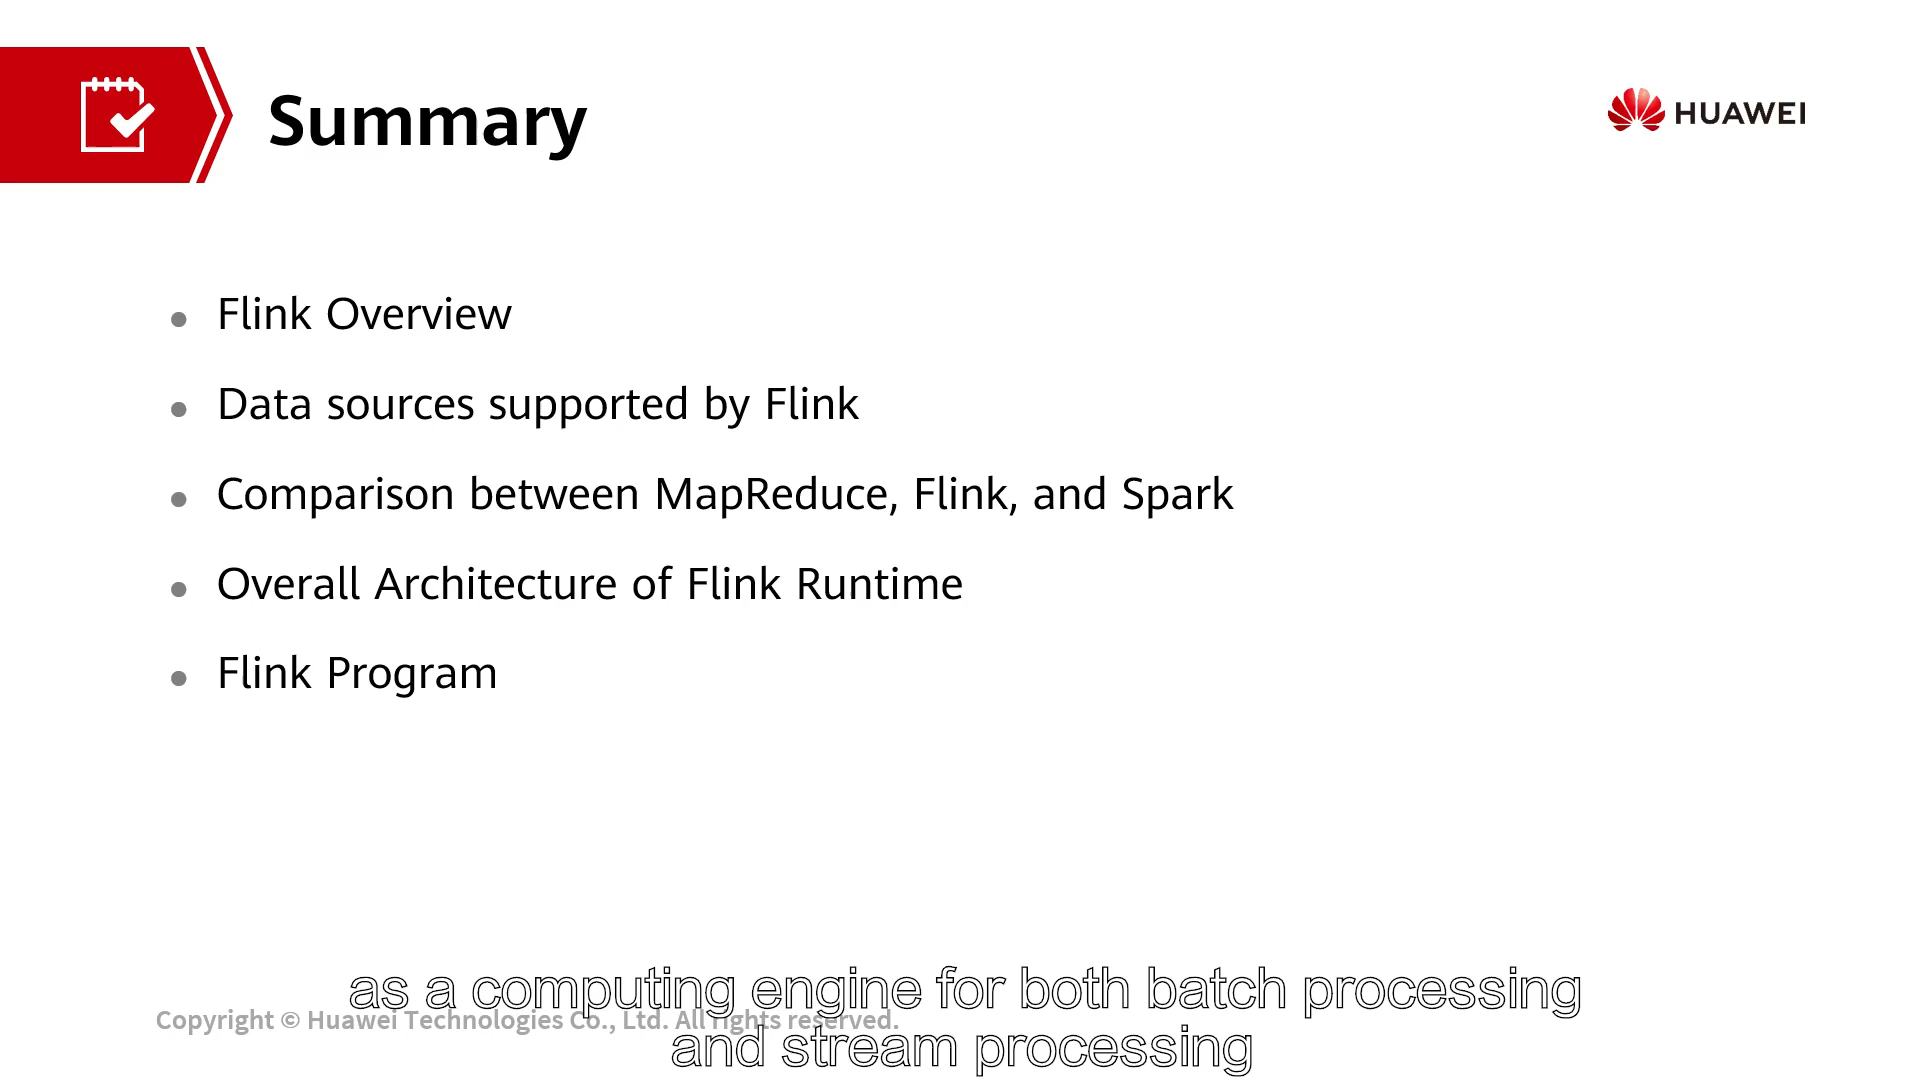 Summary
HUAWEI
Flink Overview
Data sources supported by Flink
Comparison between MapReduce, Flink, and Spark
Overall Architecture of Flink Runtime
Flink Program
as a computing engine for both batch processing
Copyright © Huawei Technologies Co., Ltd. All rights reserved.
and stream processing